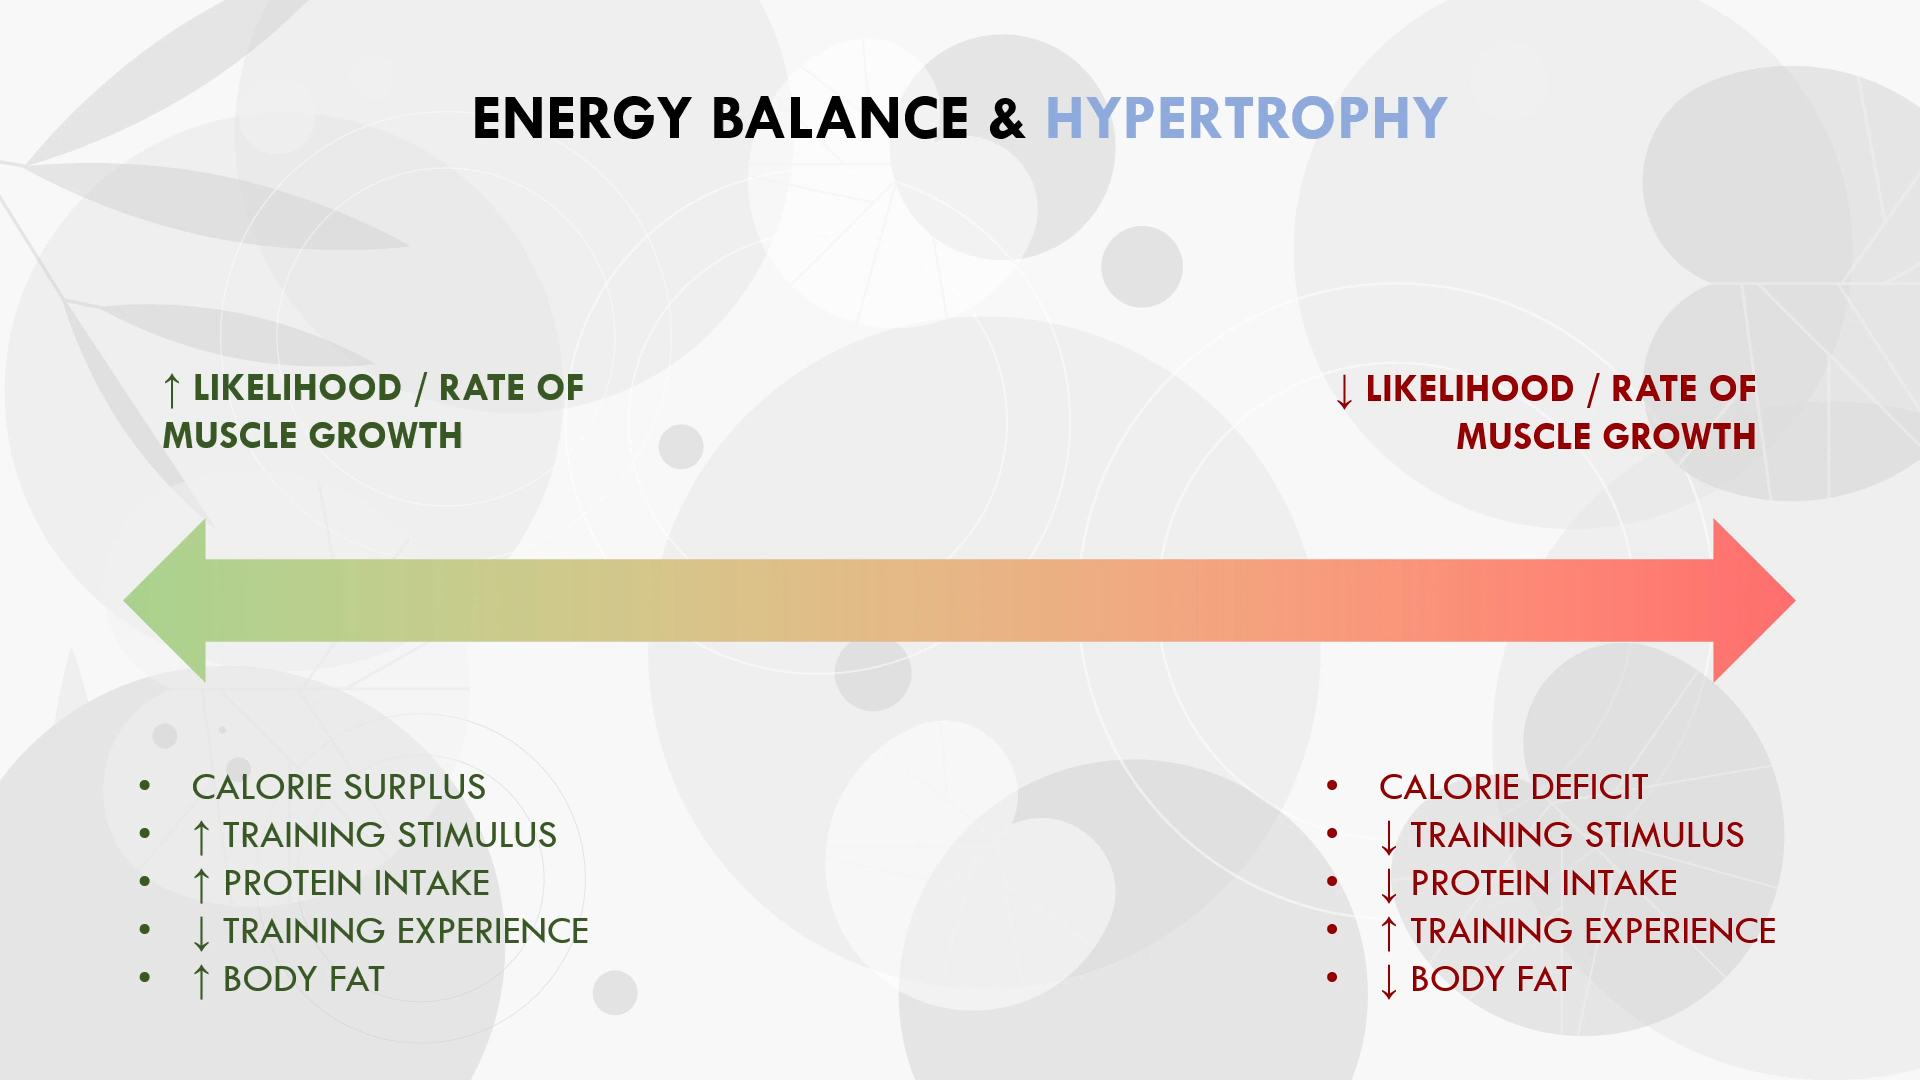 ENERGY BALANCE & HYPERTROPHY
↑ LIKELIHOOD / RATE OF
MUSCLE GROWTH
↓ LIKELIHOOD / RATE OF
MUSCLE GROWTH
• CALORIE SURPLUS
• ↑ TRAINING STIMULUS
• ↑ PROTEIN INTAKE
• ↓ TRAINING EXPERIENCE
• ↑ BODY FAT
• CALORIE DEFICIT
• ↓ TRAINING STIMULUS
• ↓ PROTEIN INTAKE
• ↑ TRAINING EXPERIENCE
• ↓ BODY FAT